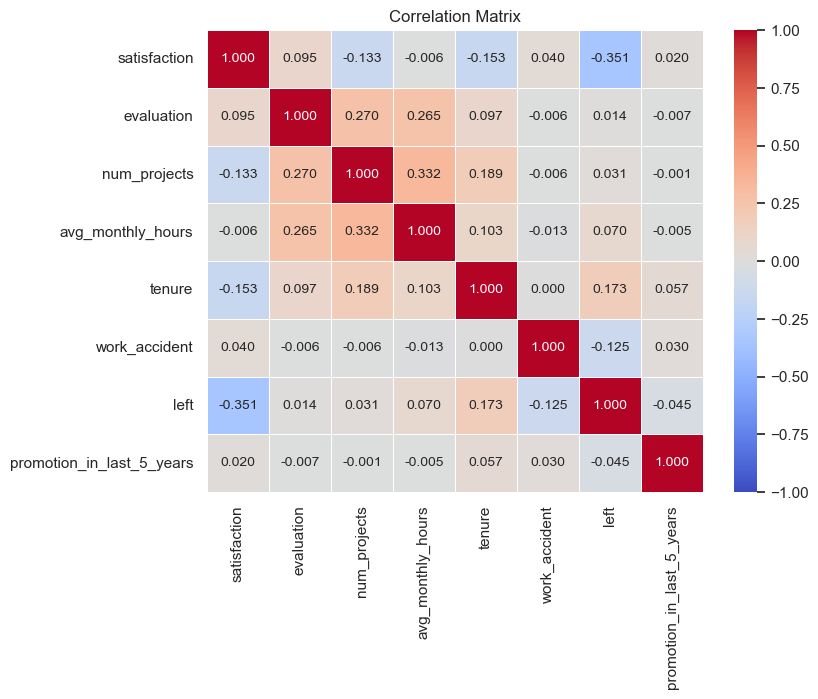 Correlation Matrix
satisfaction 1.000 0.095 -0.133 -0.006 -0.153 0.040 -0.351 0.020
evaluation 0.095 1.000 0.270 0.265 0.097 -0.006 0.014 -0.007
num_projects -0.133 0.270 1.000 0.332 0.189 -0.006 0.031 -0.001
avg_monthly_hours -0.006 0.265 0.332 1.000 0.103 -0.013 0.070 -0.005
tenure -0.153 0.097 0.189 0.103 1.000 0.000 0.173 0.057
work_accident 0.040 -0.006 -0.006 -0.013 0.000 1.000 -0.125 0.030
left -0.351 0.014 0.031 0.070 0.173 -0.125 1.000 -0.045
promotion_in_last_5_years 0.020 -0.007 -0.001 -0.005 0.057 0.030 -0.045 1.000
satisfaction
evaluation
num_projects
avg_monthly_hours
tenure
work_accident
left
promotion_in_last_5_years
1.00
0.75
0.50
0.25
0.00
−0.25
−0.50
−0.75
−1.00